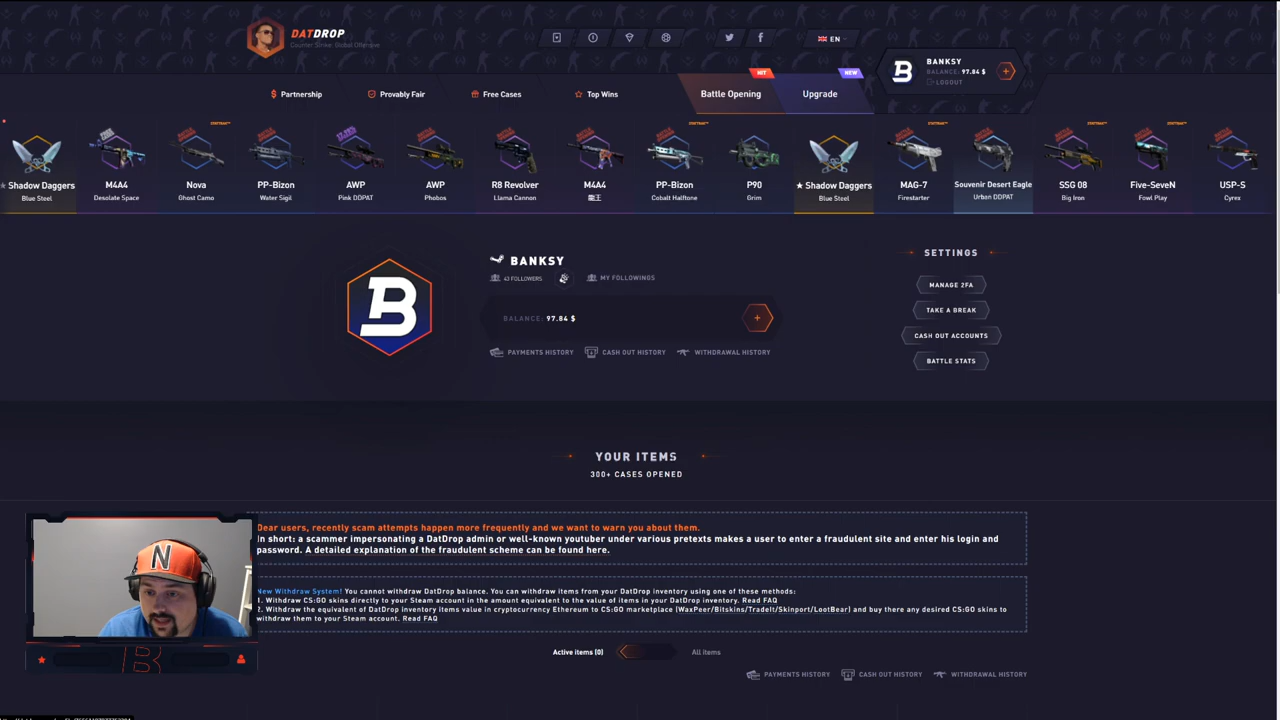 DATDROP
Counter Strike: Global Offensive
EN
BANKSY
BALANCE: 97.84 $
LOGOUT
HIT
NEW
Partnership
Provably Fair
Free Cases
Top Wins
Battle Opening
Upgrade
★ Shadow Daggers
Blue Steel
M4A4
Desolate Space
Nova
Ghost Camo
PP-Bizon
Water Sigil
AWP
Pink DDPAT
AWP
Phobos
R8 Revolver
Llama Cannon
M4A4
龍王
PP-Bizon
Cobalt Halftone
P90
Grim
★ Shadow Daggers
Blue Steel
MAG-7
Firestarter
Souvenir Desert Eagle
Urban DDPAT
SSG 08
Big Iron
Five-SeveN
Fowl Play
USP-S
Cyrex
B
BANKSY
43 FOLLOWERS
MY FOLLOWINGS
BALANCE: 97.84 $
PAYMENTS HISTORY
CASH OUT HISTORY
WITHDRAWAL HISTORY
SETTINGS
MANAGE 2FA
TAKE A BREAK
CASH OUT ACCOUNTS
BATTLE STATS
YOUR ITEMS
300+ CASES OPENED
Dear users, recently scam attempts happen more frequently and we want to warn you about them.
In short: a scammer impersonating a DatDrop admin or well-known youtuber under various pretexts makes a user to enter a fraudulent site and enter his login and
password. A detailed explanation of the fraudulent scheme can be found here.
New Withdraw System! You cannot withdraw DatDrop balance. You can withdraw items from your DatDrop inventory using one of these methods:
1. Withdraw CS:GO skins directly to your Steam account in the amount equivalent to the value of items in your DatDrop inventory. Read FAQ
2. Withdraw the equivalent of DatDrop inventory items value in cryptocurrency Ethereum to CS:GO marketplace (WaxPeer/Bitskins/TradeIt/Skinport/LootBear) and buy there any desired CS:GO skins to
withdraw them to your Steam account. Read FAQ
Active items (0)
All items
PAYMENTS HISTORY
CASH OUT HISTORY
WITHDRAWAL HISTORY
N
B